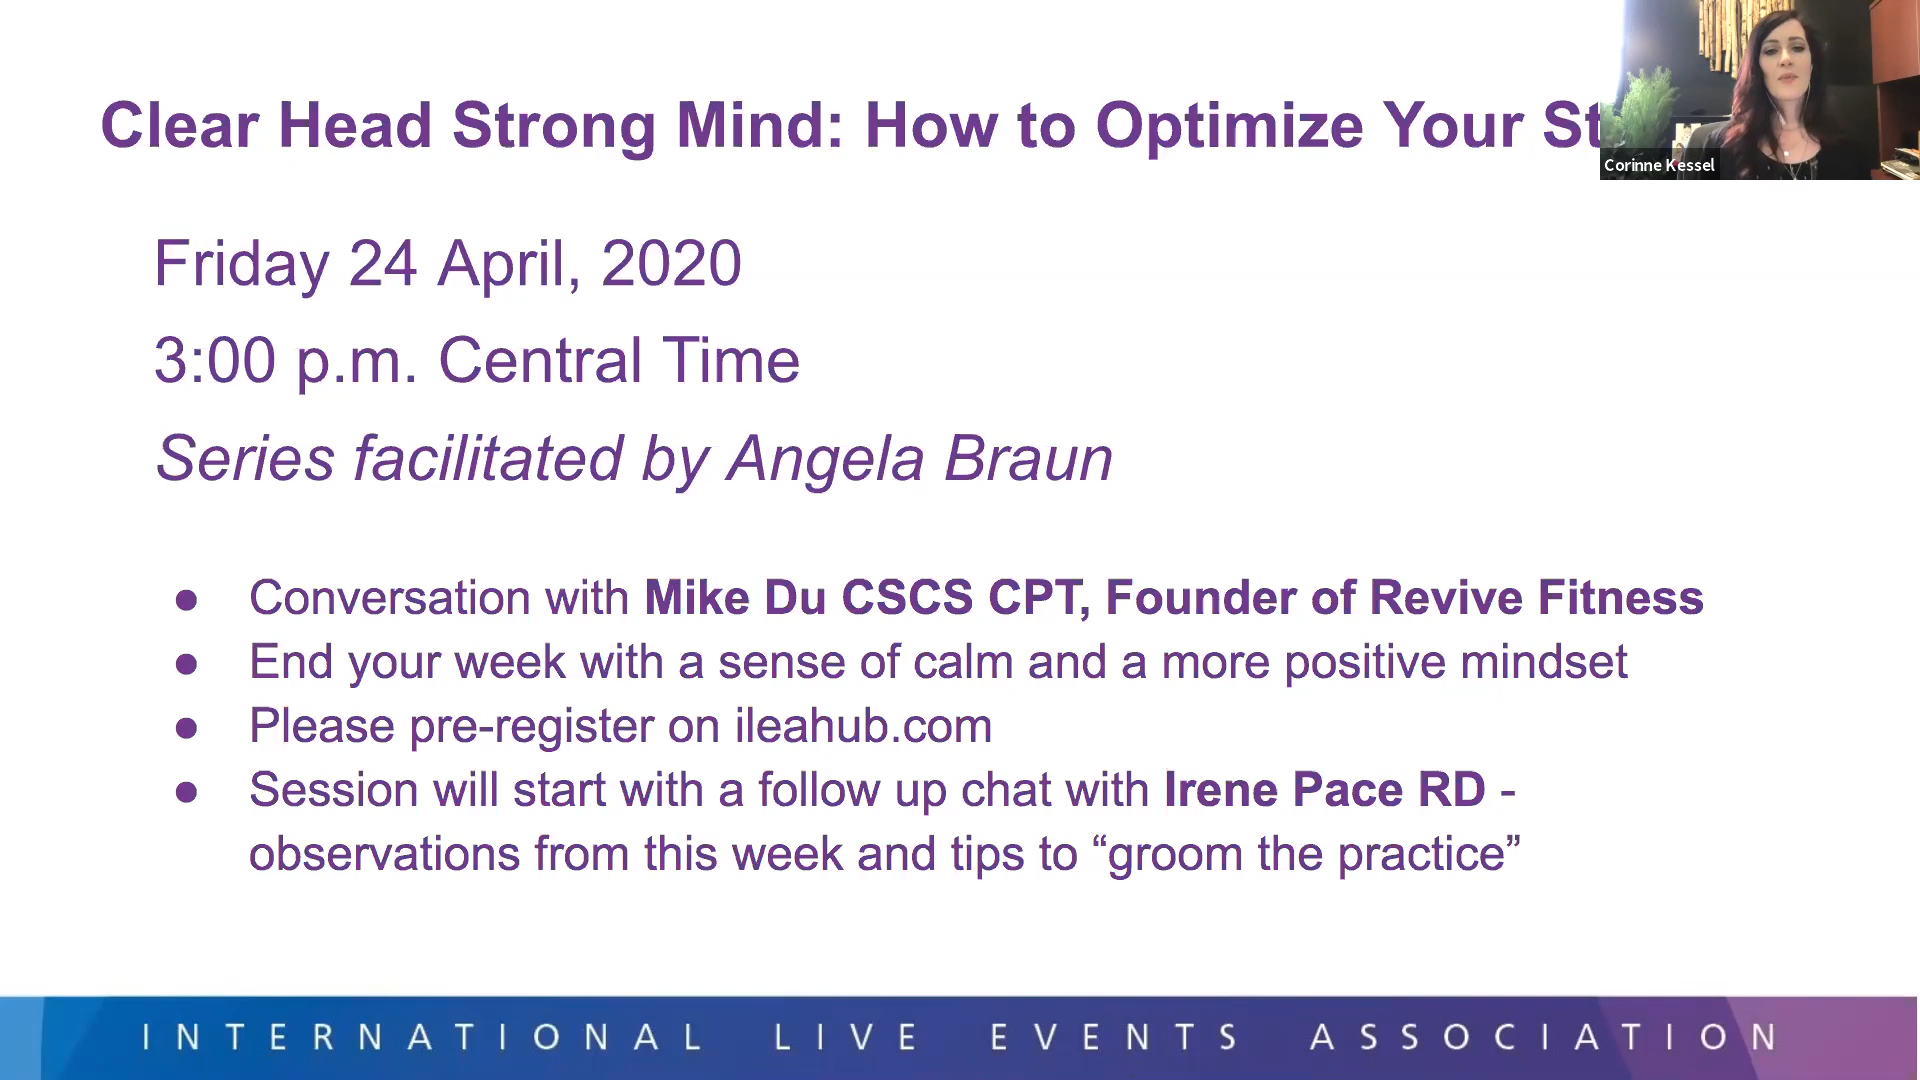 Clear Head Strong Mind: How to Optimize Your
Corinne Kessel
Friday 24 April, 2020
3:00 p.m. Central Time
Series facilitated by Angela Braun
● Conversation with Mike Du CSCS CPT, Founder of Revive Fitness
● End your week with a sense of calm and a more positive mindset
● Please pre-register on ileahub.com
● Session will start with a follow up chat with Irene Pace RD -
observations from this week and tips to “groom the practice”
INTERNATIONAL LIVE EVENTS ASSOCIATION